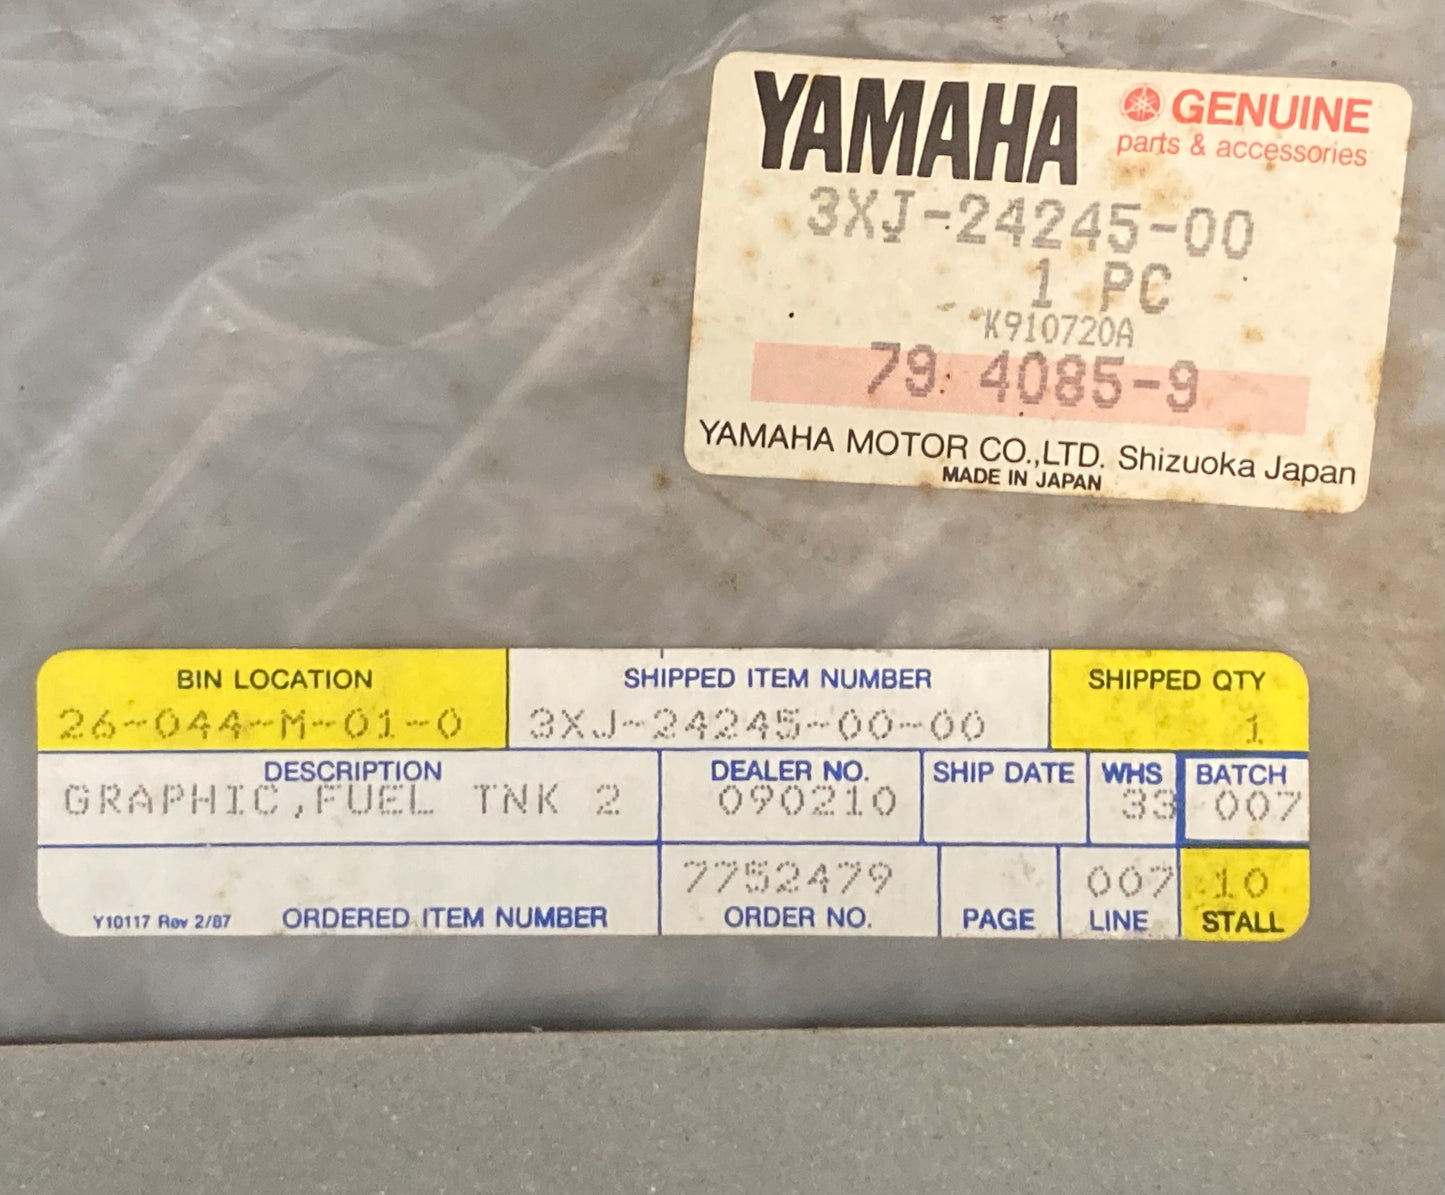 YAMAHA GENUINE
parts & accessories
3XJ-24245-00
1 PC
K910720A
79 4085-9
YAMAHA MOTOR CO.,LTD. Shizuoka Japan
MADE IN JAPAN
BIN LOCATION SHIPPED ITEM NUMBER SHIPPED QTY
26-044-M-01-0 3XJ-24245-00-00 1
DESCRIPTION DEALER NO. SHIP DATE WHS BATCH
GRAPHIC,FUEL TNK 2 090210 33 007
7752479 007 10
Y10117 Rev 2/87 ORDERED ITEM NUMBER ORDER NO. PAGE LINE STALL